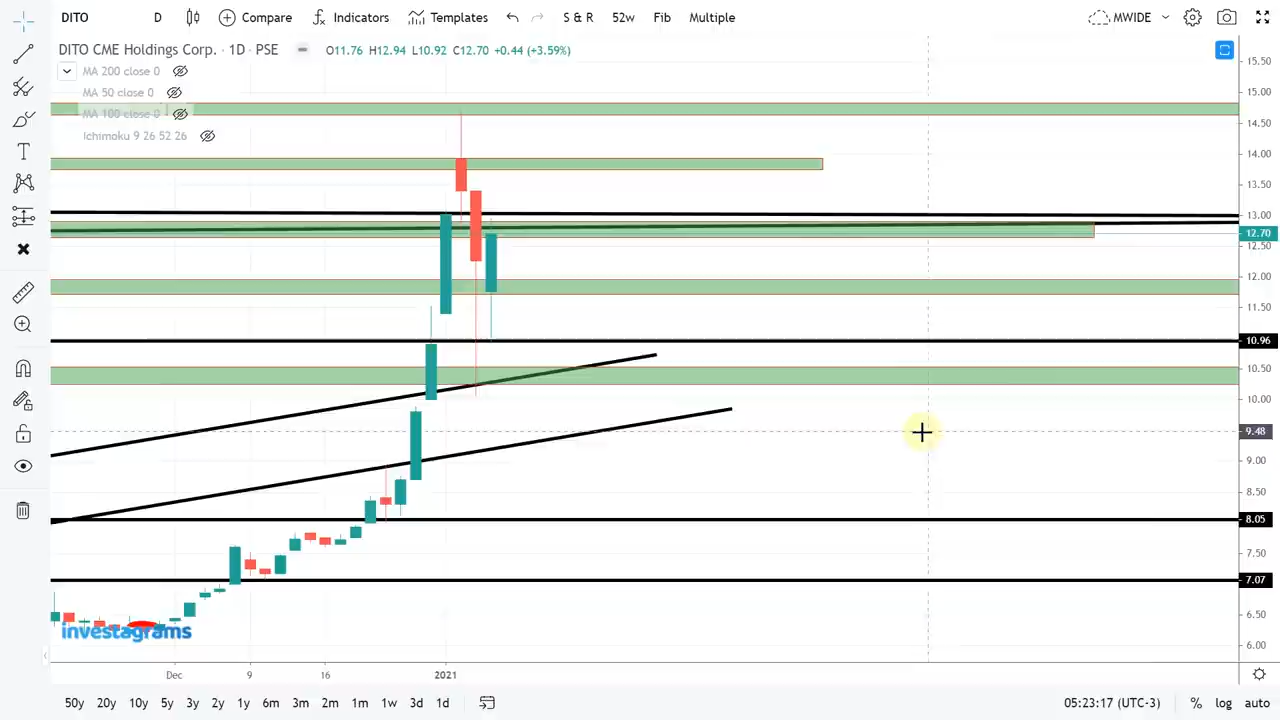 DITO D Compare Indicators Templates S & R 52w Fib Multiple MWIDE
DITO CME Holdings Corp. · 1D · PSE O11.76 H12.94 L10.92 C12.70 +0.44 (+3.59%)
MA 200 close 0
MA 50 close 0
MA 100 close 0
Ichimoku 9 26 52 26
15.50
15.00
14.50
14.00
13.50
13.00
12.70
12.50
12.00
11.50
10.96
10.50
10.00
9.48
9.00
8.50
8.05
7.50
7.07
6.50
6.00
investagrams
Dec 9 16 2021
50y 20y 10y 5y 3y 2y 1y 6m 3m 2m 1m 1w 3d 1d 05:23:17 (UTC-3) % log auto